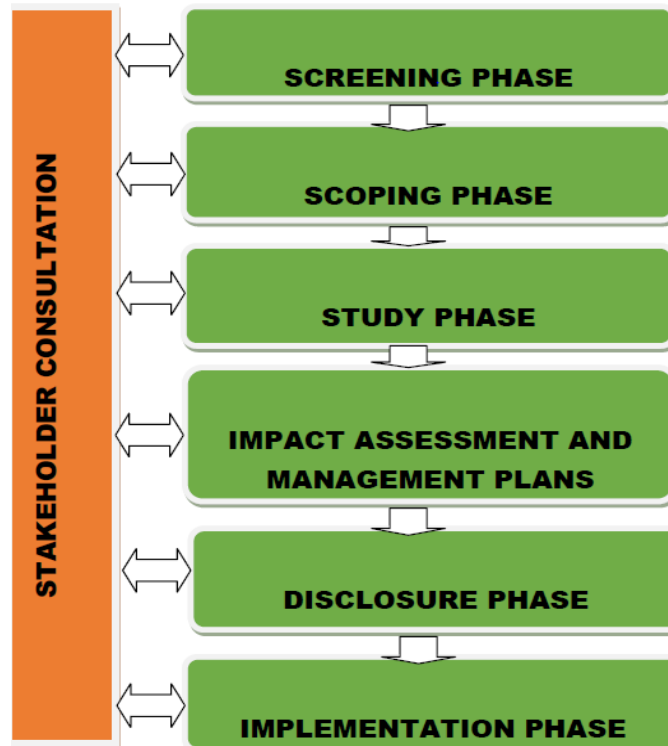 STAKEHOLDER CONSULTATION
SCREENING PHASE
SCOPING PHASE
STUDY PHASE
IMPACT ASSESSMENT AND
MANAGEMENT PLANS
DISCLOSURE PHASE
IMPLEMENTATION PHASE